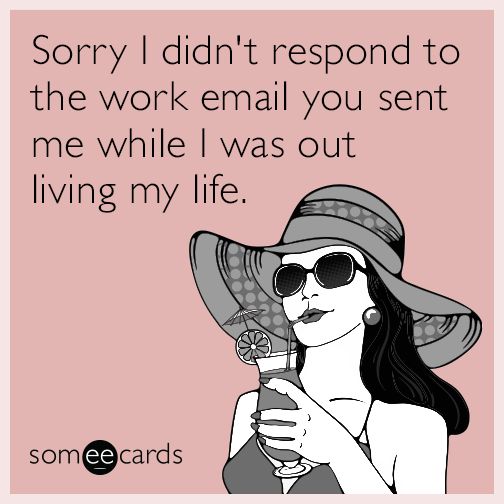 Sorry I didn't respond to
the work email you sent
me while I was out
living my life.
someecards